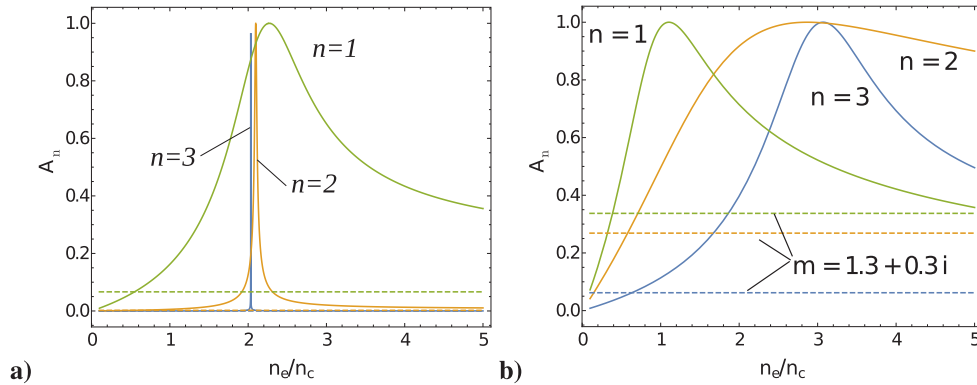 1.0
0.8
0.6
0.4
0.2
0.0
A_n
n=1
n=3
n=2
0 1 2 3 4 5
n_e/n_c
a)
1.0
0.8
0.6
0.4
0.2
0.0
A_n
n=1
n=2
n=3
m=1.3+0.3i
0 1 2 3 4 5
n_e/n_c
b)